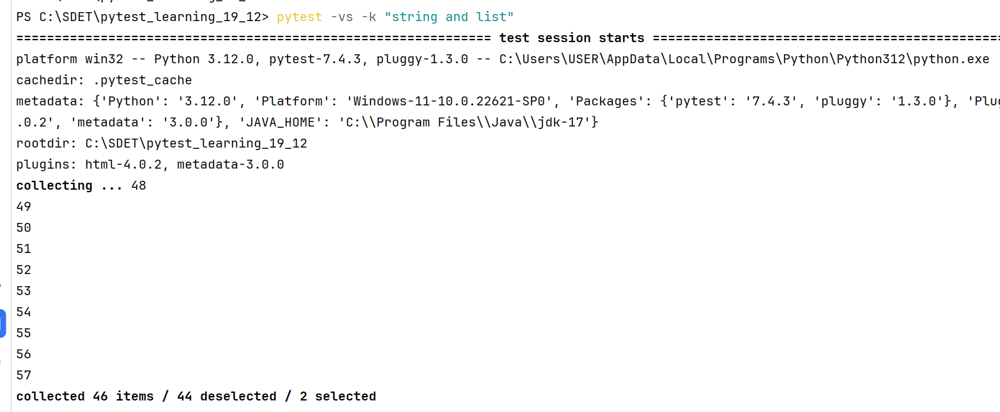 PS C:\SDET\pytest_learning_19_12> pytest -vs -k "string and list"
============================================================== test session starts ==============================================
platform win32 -- Python 3.12.0, pytest-7.4.3, pluggy-1.3.0 -- C:\Users\USER\AppData\Local\Programs\Python\Python312\python.exe
cachedir: .pytest_cache
metadata: {'Python': '3.12.0', 'Platform': 'Windows-11-10.0.22621-SP0', 'Packages': {'pytest': '7.4.3', 'pluggy': '1.3.0'}, 'Plug
.0.2', 'metadata': '3.0.0'}, 'JAVA_HOME': 'C:\\Program Files\\Java\\jdk-17'}
rootdir: C:\SDET\pytest_learning_19_12
plugins: html-4.0.2, metadata-3.0.0
collecting ... 48
49
50
51
52
53
54
55
56
57
collected 46 items / 44 deselected / 2 selected